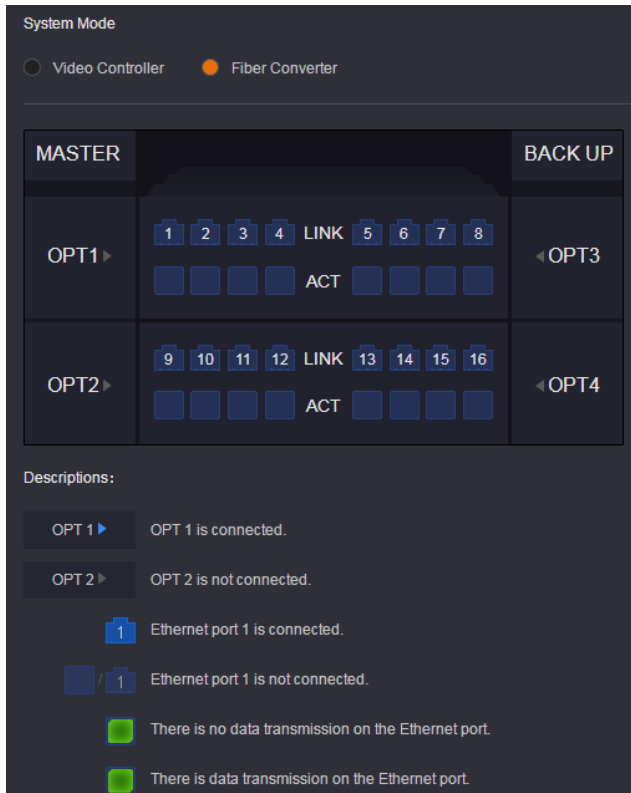 System Mode
Video Controller Fiber Converter
MASTER BACK UP
1 2 3 4 LINK 5 6 7 8
OPT1 OPT3
ACT
9 10 11 12 LINK 13 14 15 16
OPT2 OPT4
ACT
Descriptions:
OPT 1 OPT 1 is connected.
OPT 2 OPT 2 is not connected.
1 Ethernet port 1 is connected.
/ 1 Ethernet port 1 is not connected.
There is no data transmission on the Ethernet port.
There is data transmission on the Ethernet port.